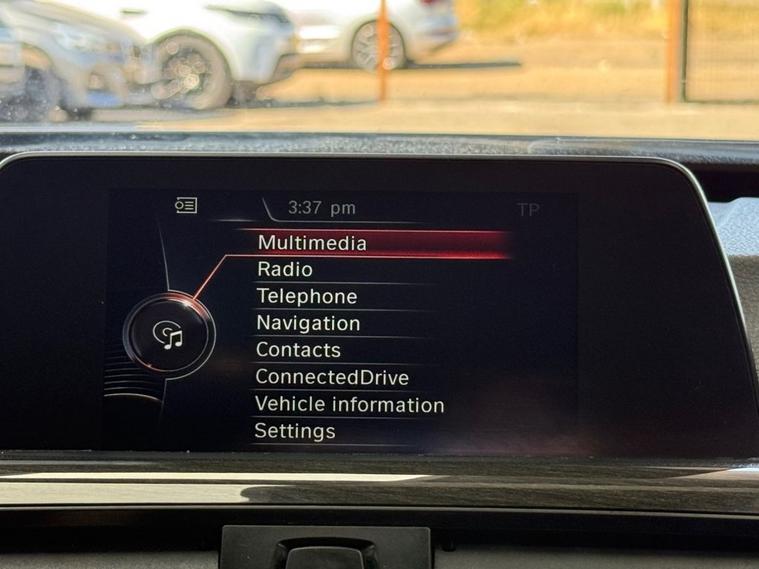 3:37 pm
TP
Multimedia
Radio
Telephone
Navigation
Contacts
ConnectedDrive
Vehicle information
Settings